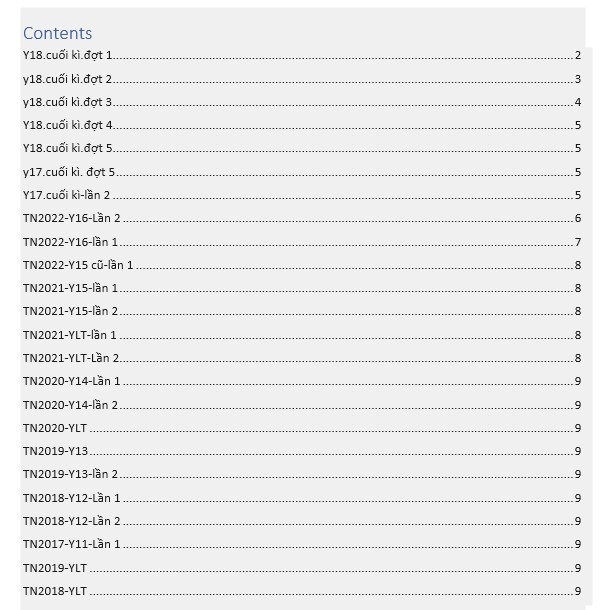 Contents
Y18.cuối kì.đợt 1 2
y18.cuối kì.đợt 2 3
y18.cuối kì.đợt 3 4
Y18.cuối kì.đợt 4 5
Y18.cuối kì.đợt 5 5
y17.cuối kì. đợt 5 5
Y17.cuối kì-lần 2 5
TN2022-Y16-Lần 2 6
TN2022-Y16-lần 1 7
TN2022-Y15 cũ-lần 1 8
TN2021-Y15-lần 1 8
TN2021-Y15-lần 2 8
TN2021-YLT-lần 1 8
TN2021-YLT-Lần 2 8
TN2020-Y14-Lần 1 9
TN2020-Y14-lần 2 9
TN2020-YLT 9
TN2019-Y13 9
TN2019-Y13-lần 2 9
TN2018-Y12-Lần 1 9
TN2018-Y12-Lần 2 9
TN2017-Y11-Lần 1 9
TN2019-YLT 9
TN2018-YLT 9